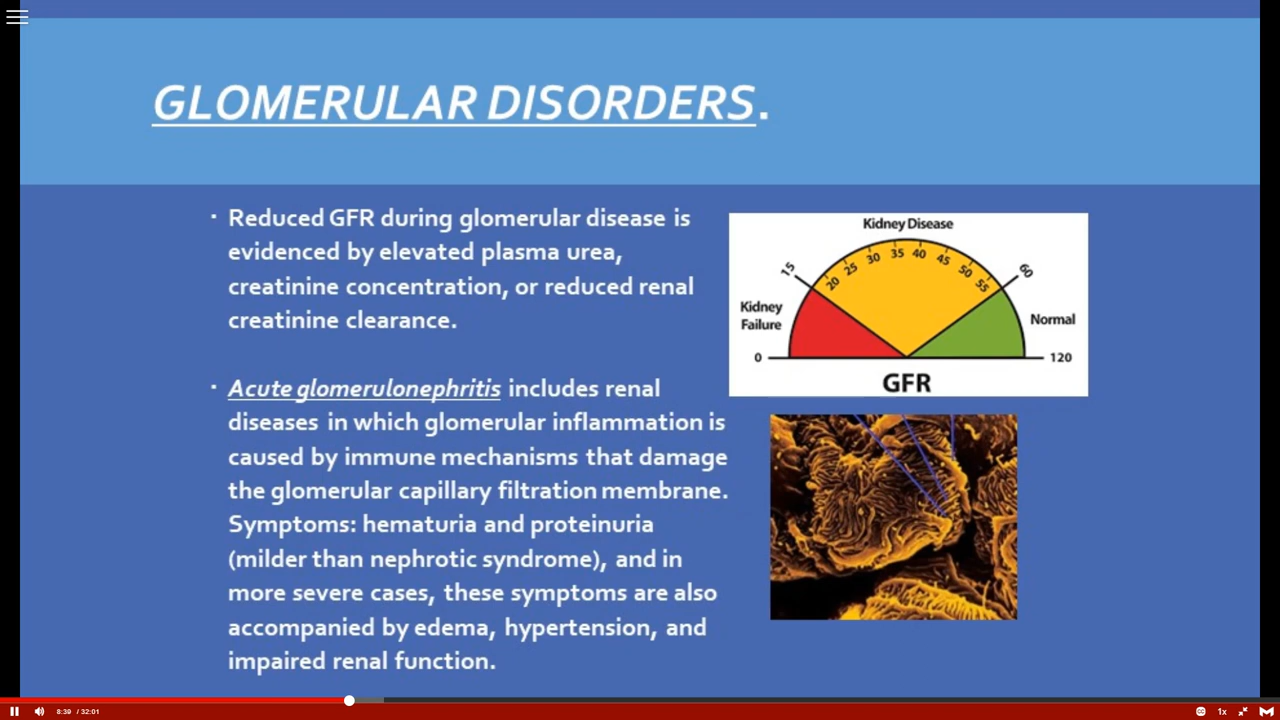 GLOMERULAR DISORDERS.
▪ Reduced GFR during glomerular disease is
evidenced by elevated plasma urea,
creatinine concentration, or reduced renal
creatinine clearance.
▪ Acute glomerulonephritis includes renal
diseases in which glomerular inflammation is
caused by immune mechanisms that damage
the glomerular capillary filtration membrane.
Symptoms: hematuria and proteinuria
(milder than nephrotic syndrome), and in
more severe cases, these symptoms are also
accompanied by edema, hypertension, and
impaired renal function.
Kidney Disease
15 20 25 30 35 40 45 50 55 60
Kidney
Failure
Normal
0
120
GFR
8:39 / 32:01
CC
1x